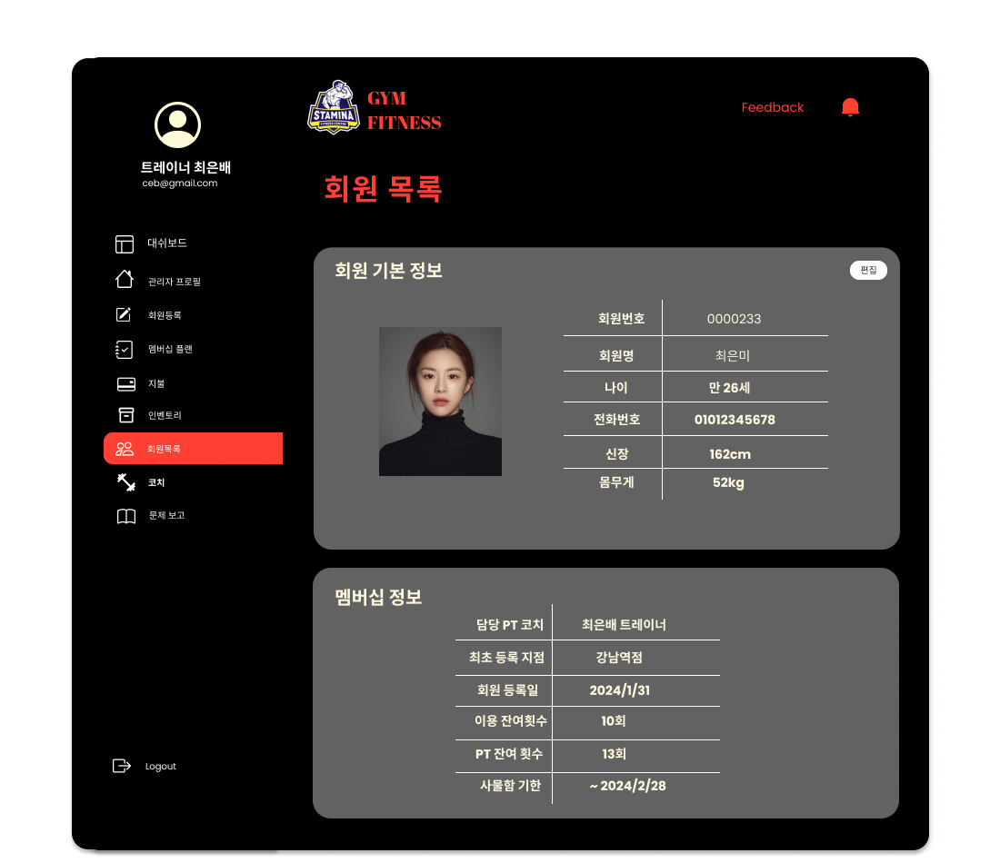 트레이너 최은배
ceb@gmail.com
대쉬보드
관리자 프로필
회원등록
멤버십 플랜
지불
인벤토리
회원목록
코치
문제 보고
Logout
STAMINA
FITNESS CENTER
GYM
FITNESS
Feedback
회원 목록
회원 기본 정보
편집
회원번호 0000233
회원명 최은미
나이 만 26세
전화번호 01012345678
신장 162cm
몸무게 52kg
멤버십 정보
담당 PT 코치 최은배 트레이너
최초 등록 지점 강남역점
회원 등록일 2024/1/31
이용 잔여횟수 10회
PT 잔여 횟수 13회
사물함 기한 ~ 2024/2/28